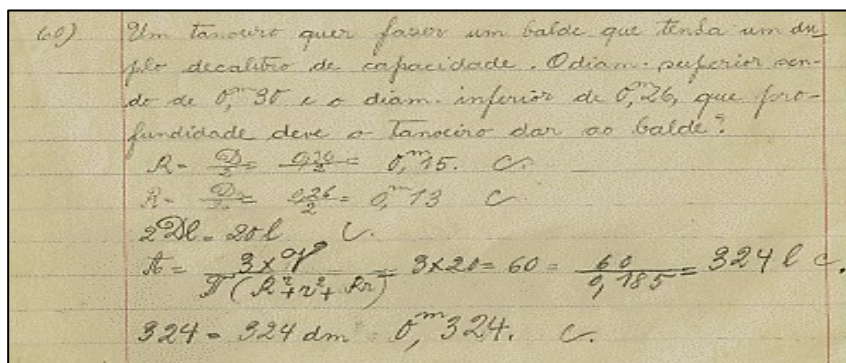 60) Um tanoeiro quer fazer um balde que tenha um du-
plo decalitro de capacidade. O diam. superior sen-
do de 0,ᵐ30 e o diam. inferior de 0,ᵐ26, que pro-
fundidade deve o tanoeiro dar ao balde?
R = D/2 = 0,30/2 = 0,ᵐ15. C.
R = D/2 = 0,26/2 = 0,ᵐ13 C
2 Dl = 20 l C.
A = 3 x V / π (R² + r² + Rr) = 3x20 = 60 = 60 / 0,185 = 324 l c.
324 = 324 dm = 0,ᵐ324. C.